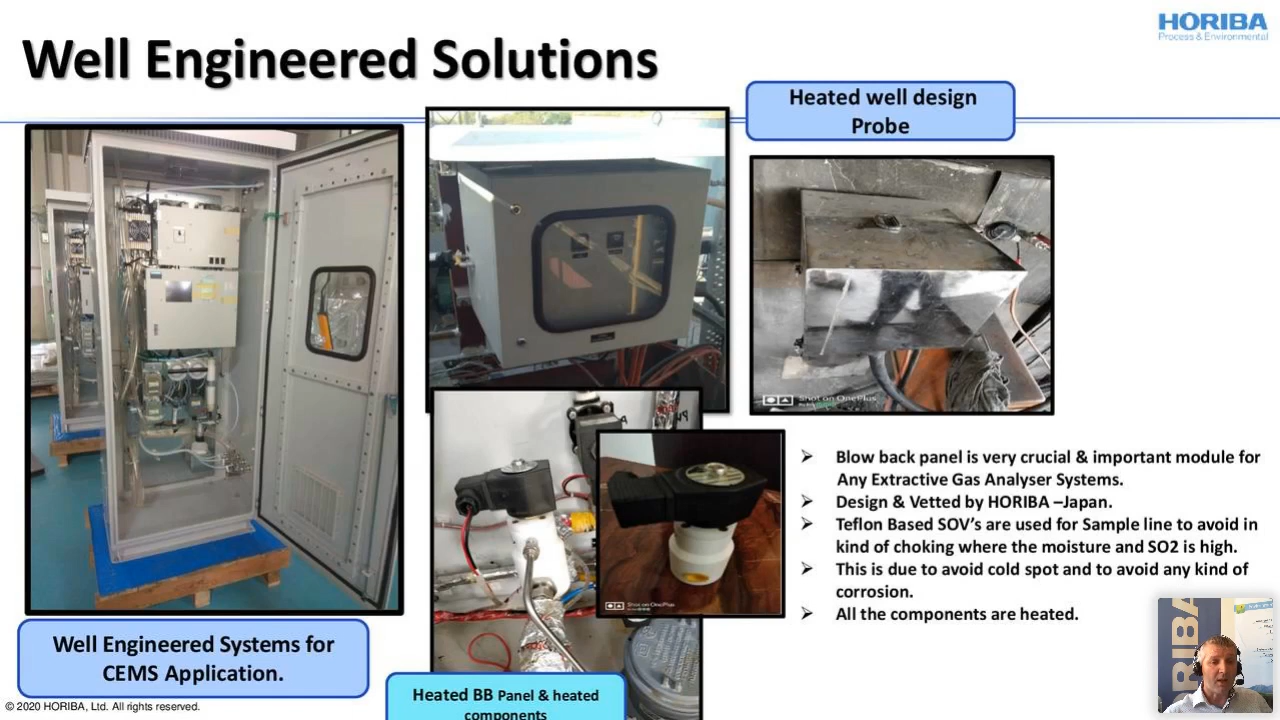 HORIBA
Process & Environmental
Well Engineered Solutions
Heated well design
Probe
Shot on OnePlus
Shot on OnePlus
➢ Blow back panel is very crucial & important module for
Any Extractive Gas Analyser Systems.
➢ Design & Vetted by HORIBA –Japan.
➢ Teflon Based SOV’s are used for Sample line to avoid in
kind of choking where the moisture and SO2 is high.
➢ This is due to avoid cold spot and to avoid any kind of
corrosion.
➢ All the components are heated.
Well Engineered Systems for
CEMS Application.
Heated BB Panel & heated
components
RIBA
© 2020 HORIBA, Ltd. All rights reserved.